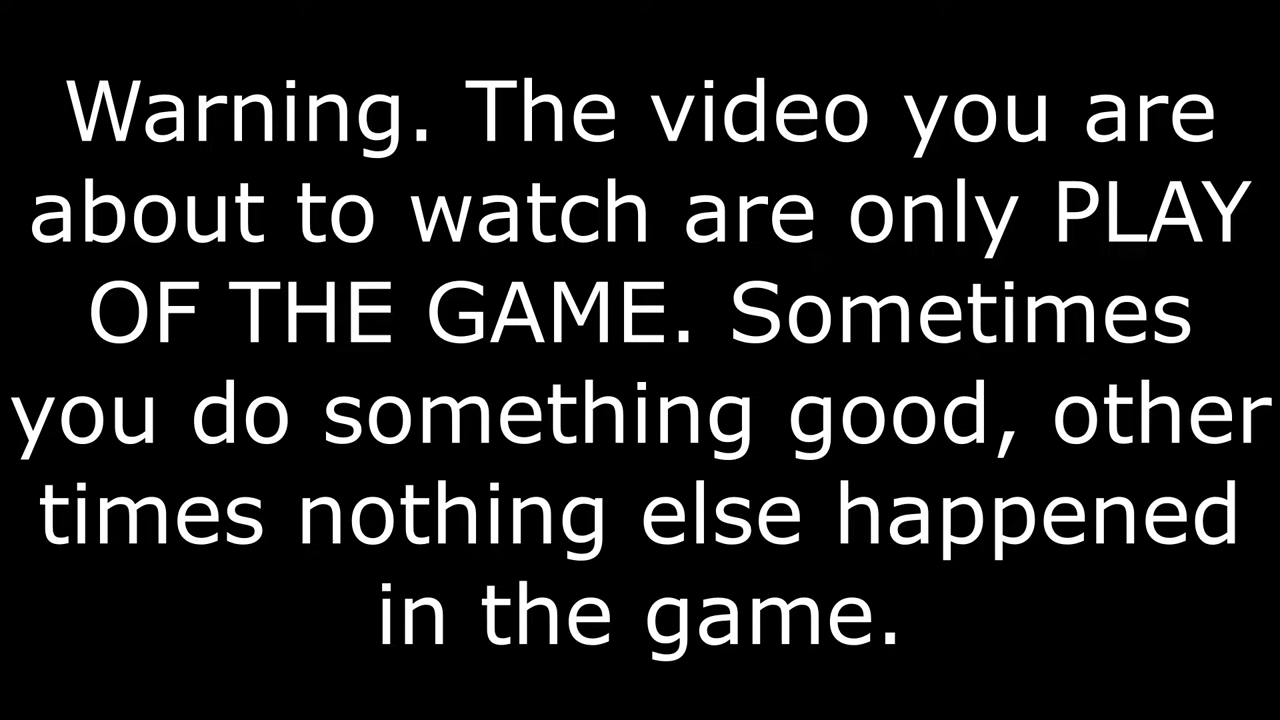 Warning. The video you are
about to watch are only PLAY
OF THE GAME. Sometimes
you do something good, other
times nothing else happened
in the game.